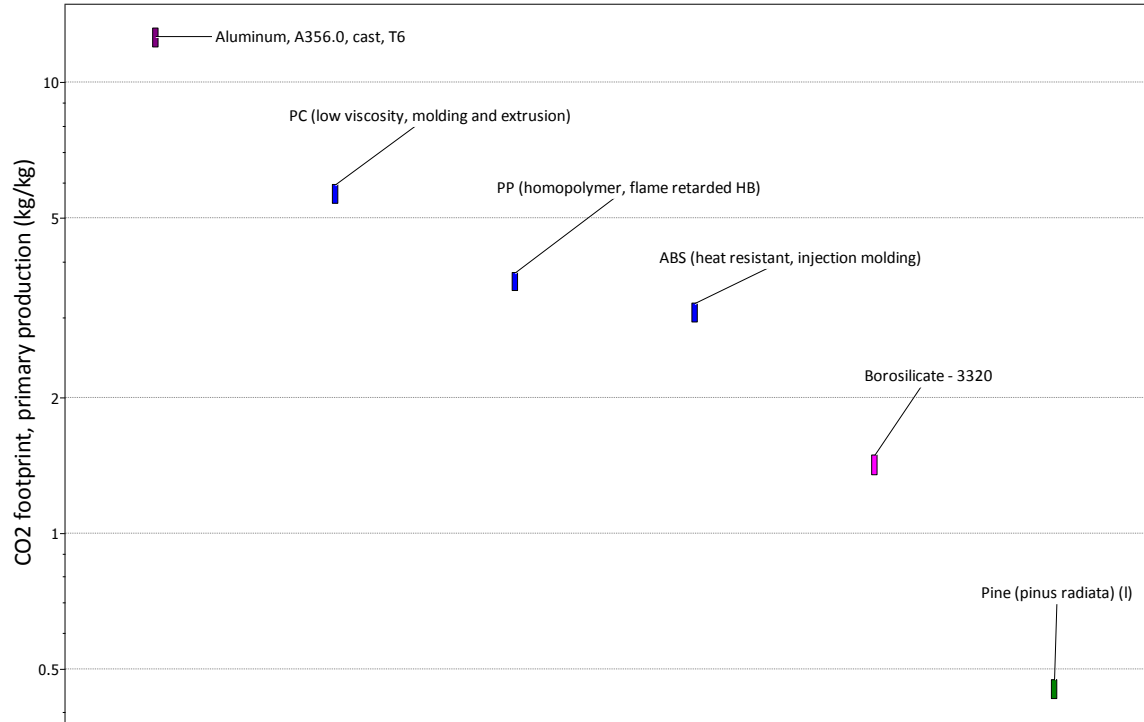 Aluminum, A356.0, cast, T6
10
PC (low viscosity, molding and extrusion)
PP (homopolymer, flame retarded HB)
5
ABS (heat resistant, injection molding)
Borosilicate - 3320
2
CO2 footprint, primary production (kg/kg)
1
Pine (pinus radiata) (l)
0.5